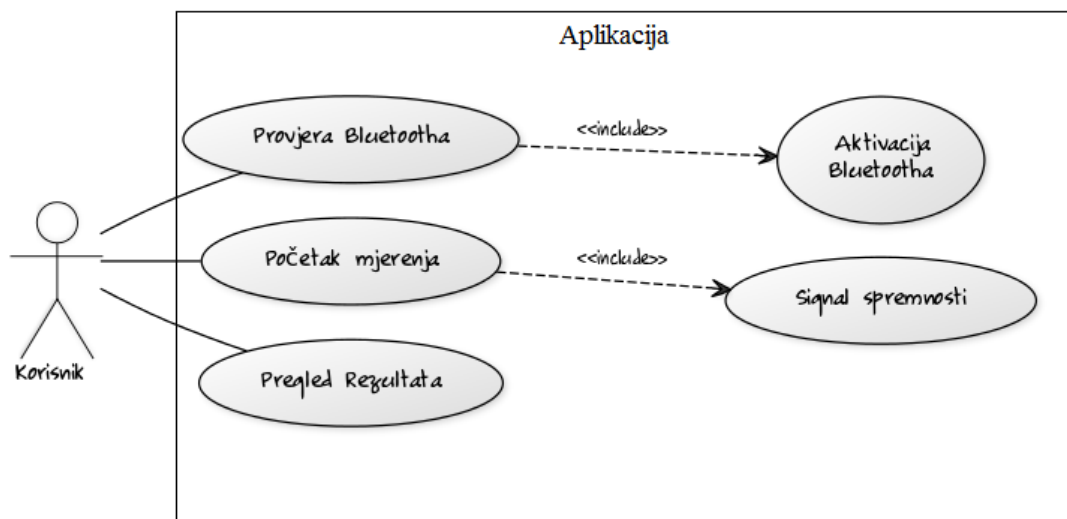 Aplikacija
Provjera Bluetootha
<<include>>
Aktivacija
Bluetootha
Početak mjerenja
<<include>>
Signal spremnosti
Pregled Rezultata
Korisnik